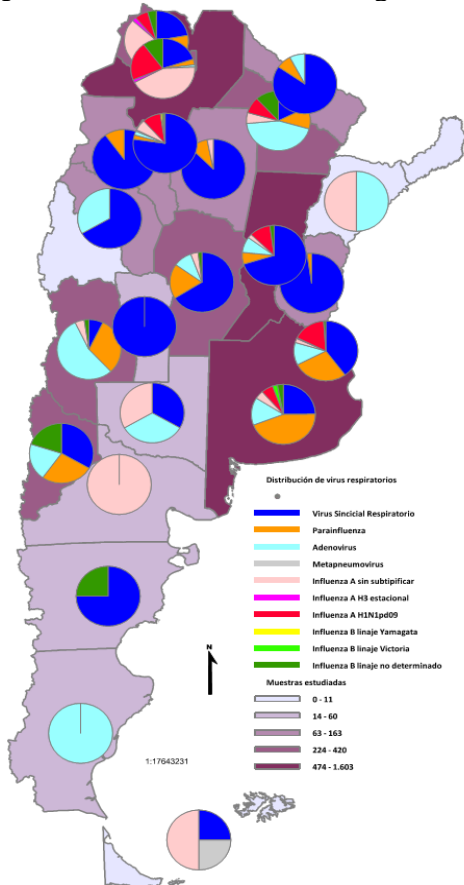 Distribución de virus respiratorios
Virus Sincicial Respiratorio
Parainfluenza
Adenovirus
Metapneumovirus
Influenza A sin subtipificar
Influenza A H3 estacional
Influenza A H1N1pd09
Influenza B linaje Yamagata
Influenza B linaje Victoria
Influenza B linaje no determinado
Muestras estudiadas
0 - 11
14 - 60
63 - 163
224 - 420
474 - 1.603
N
1:17643231